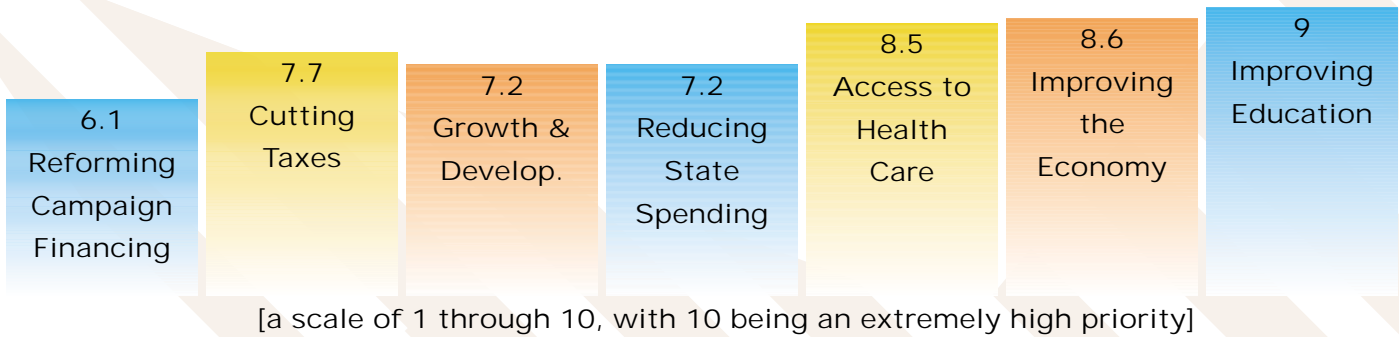 6.1
Reforming
Campaign
Financing
7.7
Cutting
Taxes
7.2
Growth &
Develop.
7.2
Reducing
State
Spending
8.5
Access to
Health
Care
8.6
Improving
the
Economy
9
Improving
Education
[a scale of 1 through 10, with 10 being an extremely high priority]